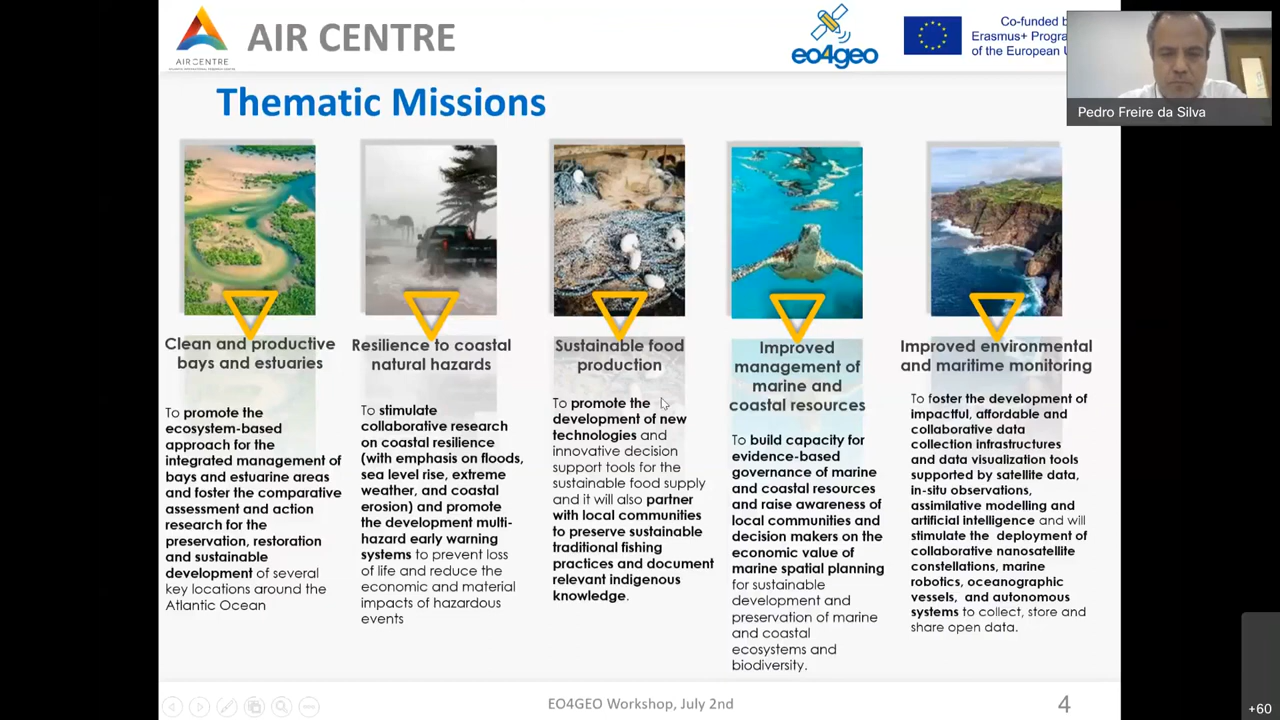 AIR CENTRE
AIRCENTRE
eo4geo
Co-funded b
Erasmus+ Progra
of the European U
Pedro Freire da Silva
Thematic Missions
Clean and productive
bays and estuaries
To promote the
ecosystem-based
approach for the
integrated management of
bays and estuarine areas
and foster the comparative
assessment and action
research for the
preservation, restoration
and sustainable
development of several
key locations around the
Atlantic Ocean
Resilience to coastal
natural hazards
To stimulate
collaborative research
on coastal resilience
(with emphasis on floods,
sea level rise, extreme
weather, and coastal
erosion) and promote
the development multi-
hazard early warning
systems to prevent loss
of life and reduce the
economic and material
impacts of hazardous
events
Sustainable food
production
To promote the
development of new
technologies and
innovative decision
support tools for the
sustainable food supply
and it will also partner
with local communities
to preserve sustainable
traditional fishing
practices and document
relevant indigenous
knowledge.
Improved
management of
marine and
coastal resources
To build capacity for
evidence-based
governance of marine
and coastal resources
and raise awareness of
local communities and
decision makers on the
economic value of
marine spatial planning
for sustainable
development and
preservation of marine
and coastal
ecosystems and
biodiversity.
Improved environmental
and maritime monitoring
To foster the development of
impactful, affordable and
collaborative data
collection infrastructures
and data visualization tools
supported by satellite data,
in-situ observations,
assimilative modelling and
artificial intelligence and will
stimulate the deployment of
collaborative nanosatellite
constellations, marine
robotics, oceanographic
vessels, and autonomous
systems to collect, store and
share open data.
EO4GEO Workshop, July 2nd
4
+60